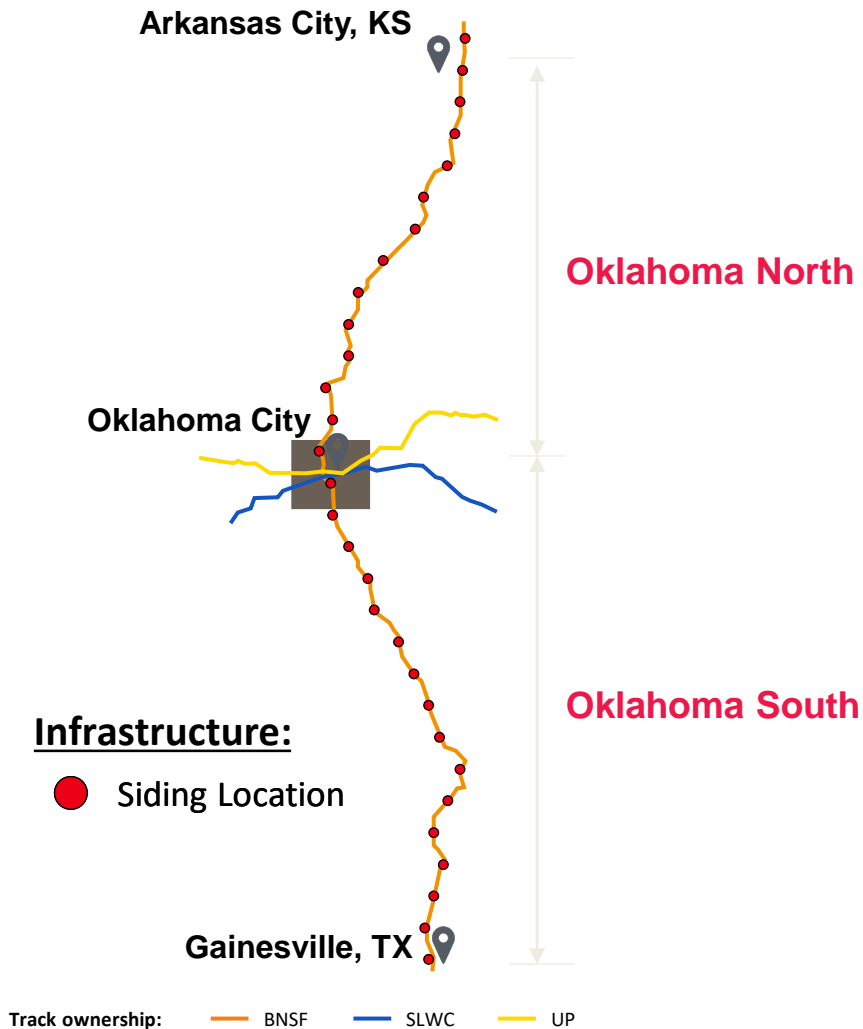 Arkansas City, KS
Oklahoma North
Oklahoma City
Oklahoma South
Infrastructure:
Siding Location
Gainesville, TX
Track ownership: BNSF SLWC UP